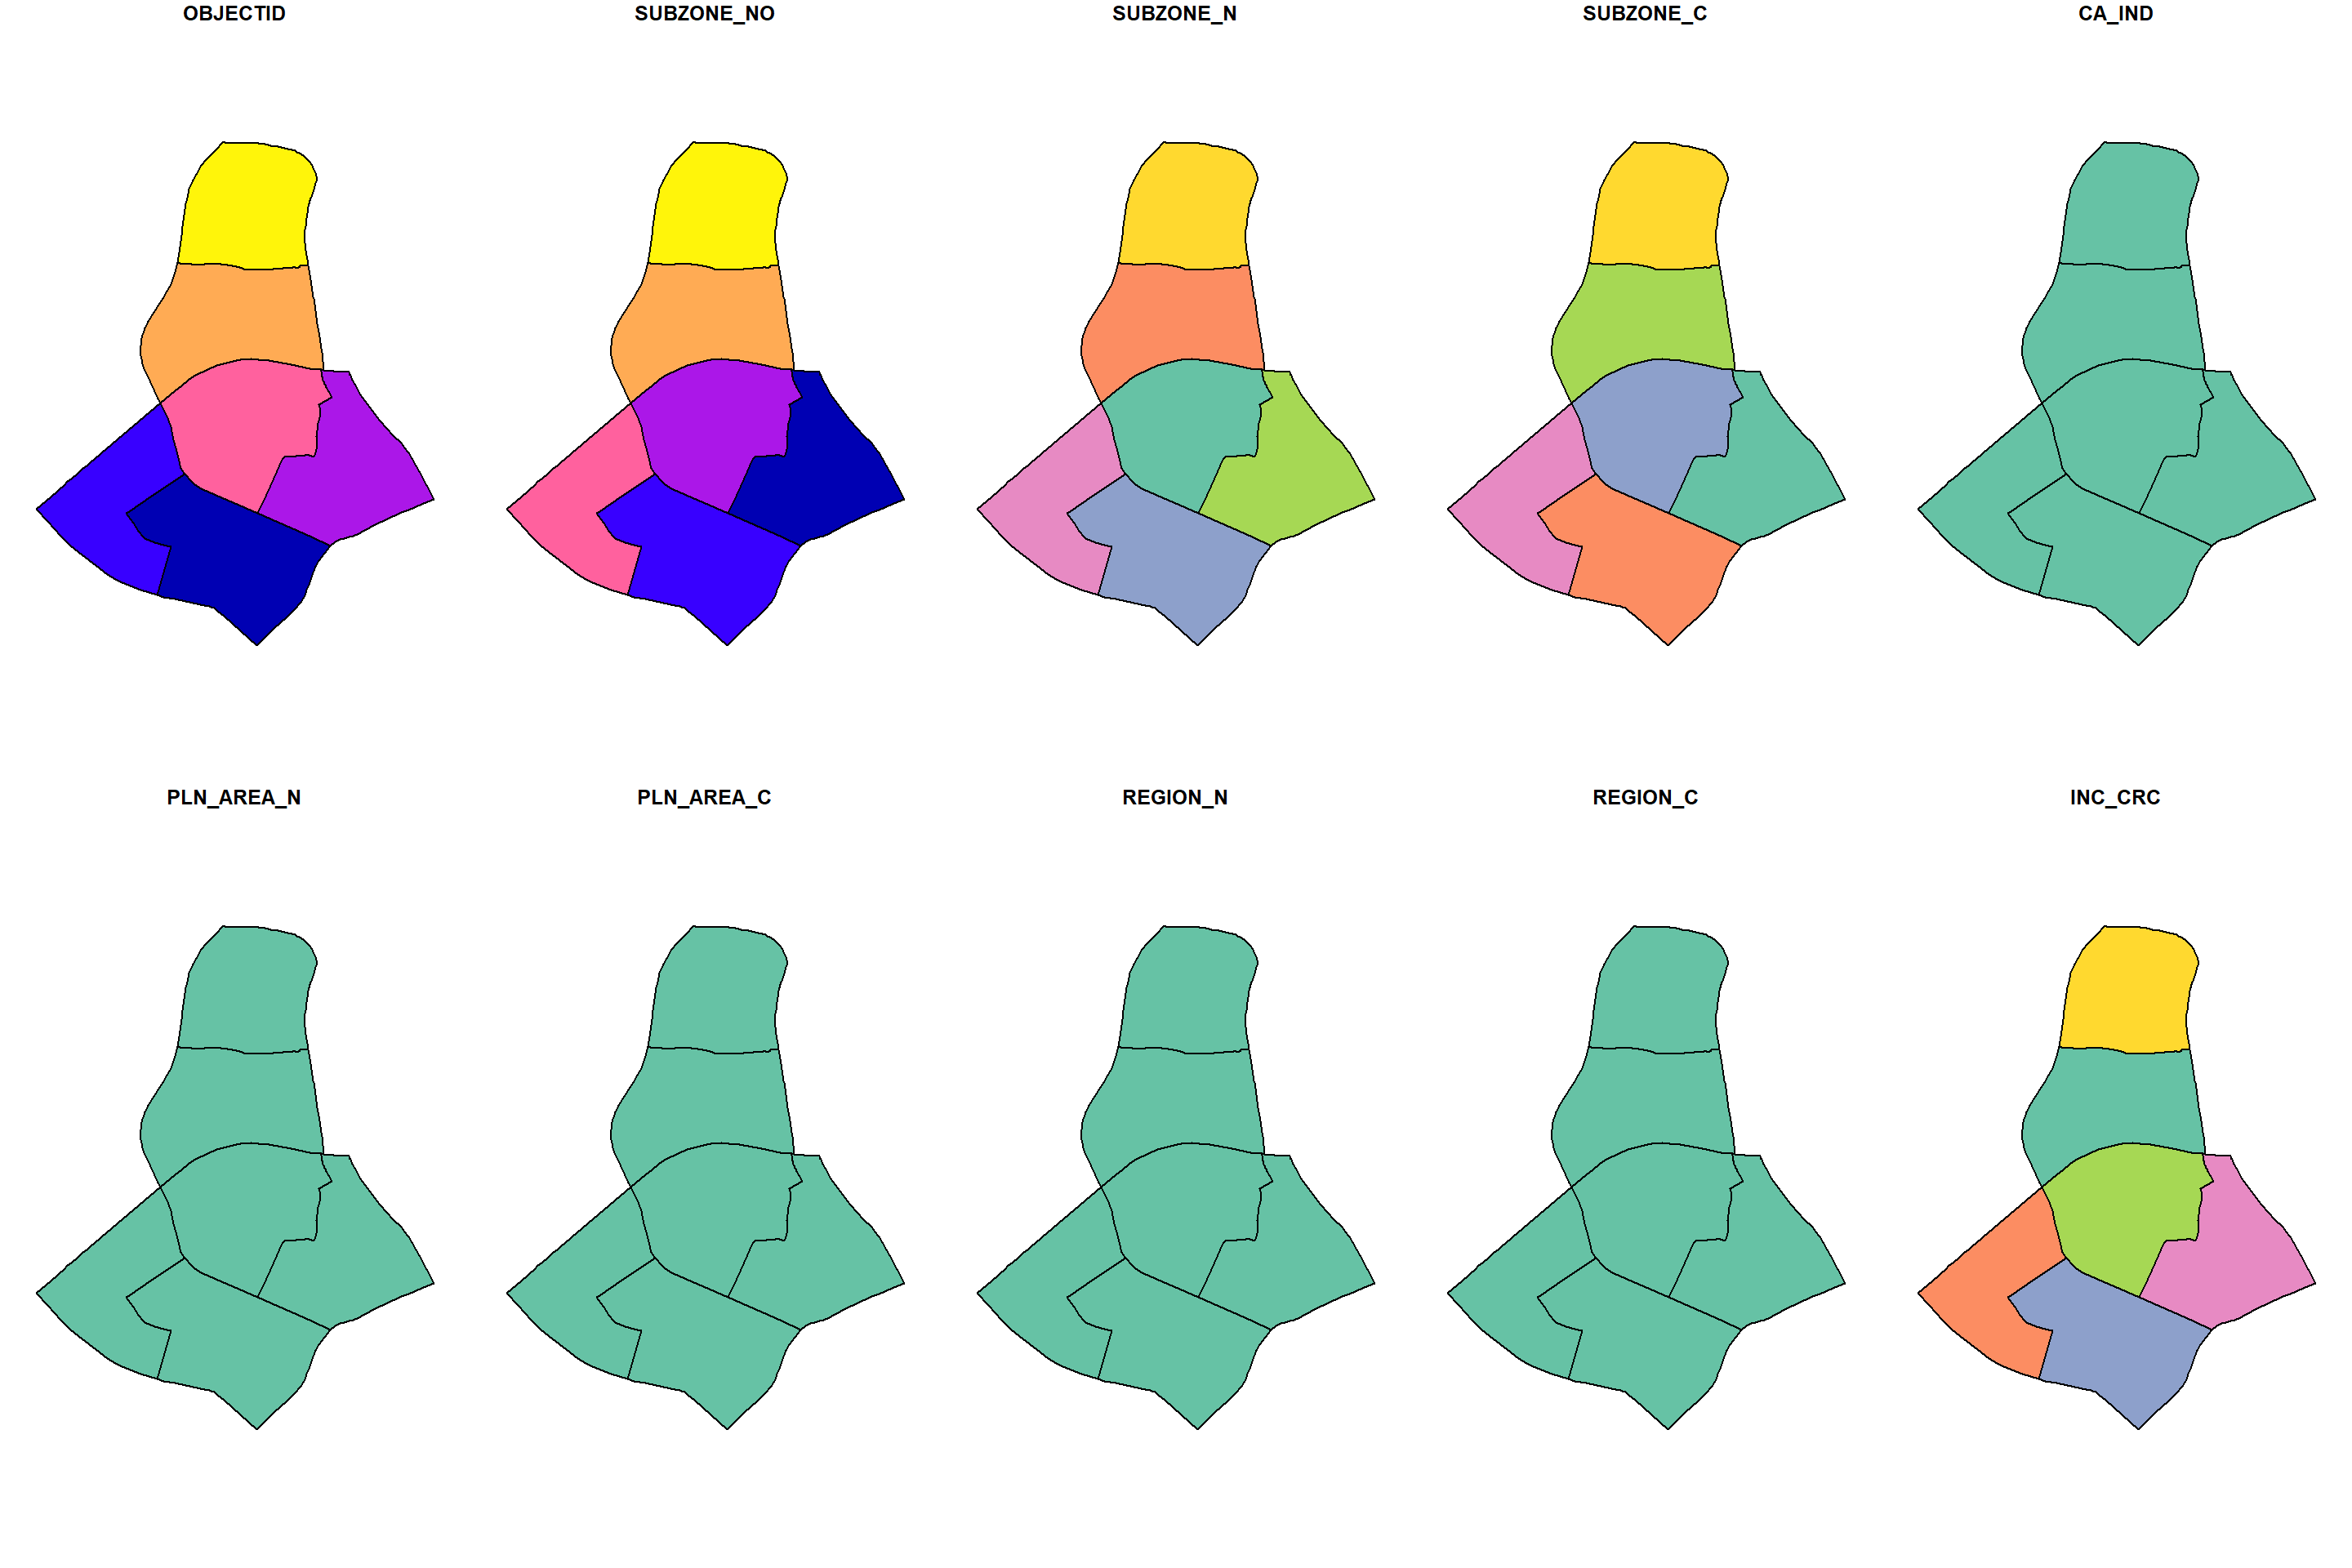 OBJECTID
SUBZONE_NO
SUBZONE_N
SUBZONE_C
CA_IND
PLN_AREA_N
PLN_AREA_C
REGION_N
REGION_C
INC_CRC